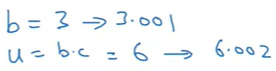 b = 3 → 3.001
u = b·c = 6 → 6.002